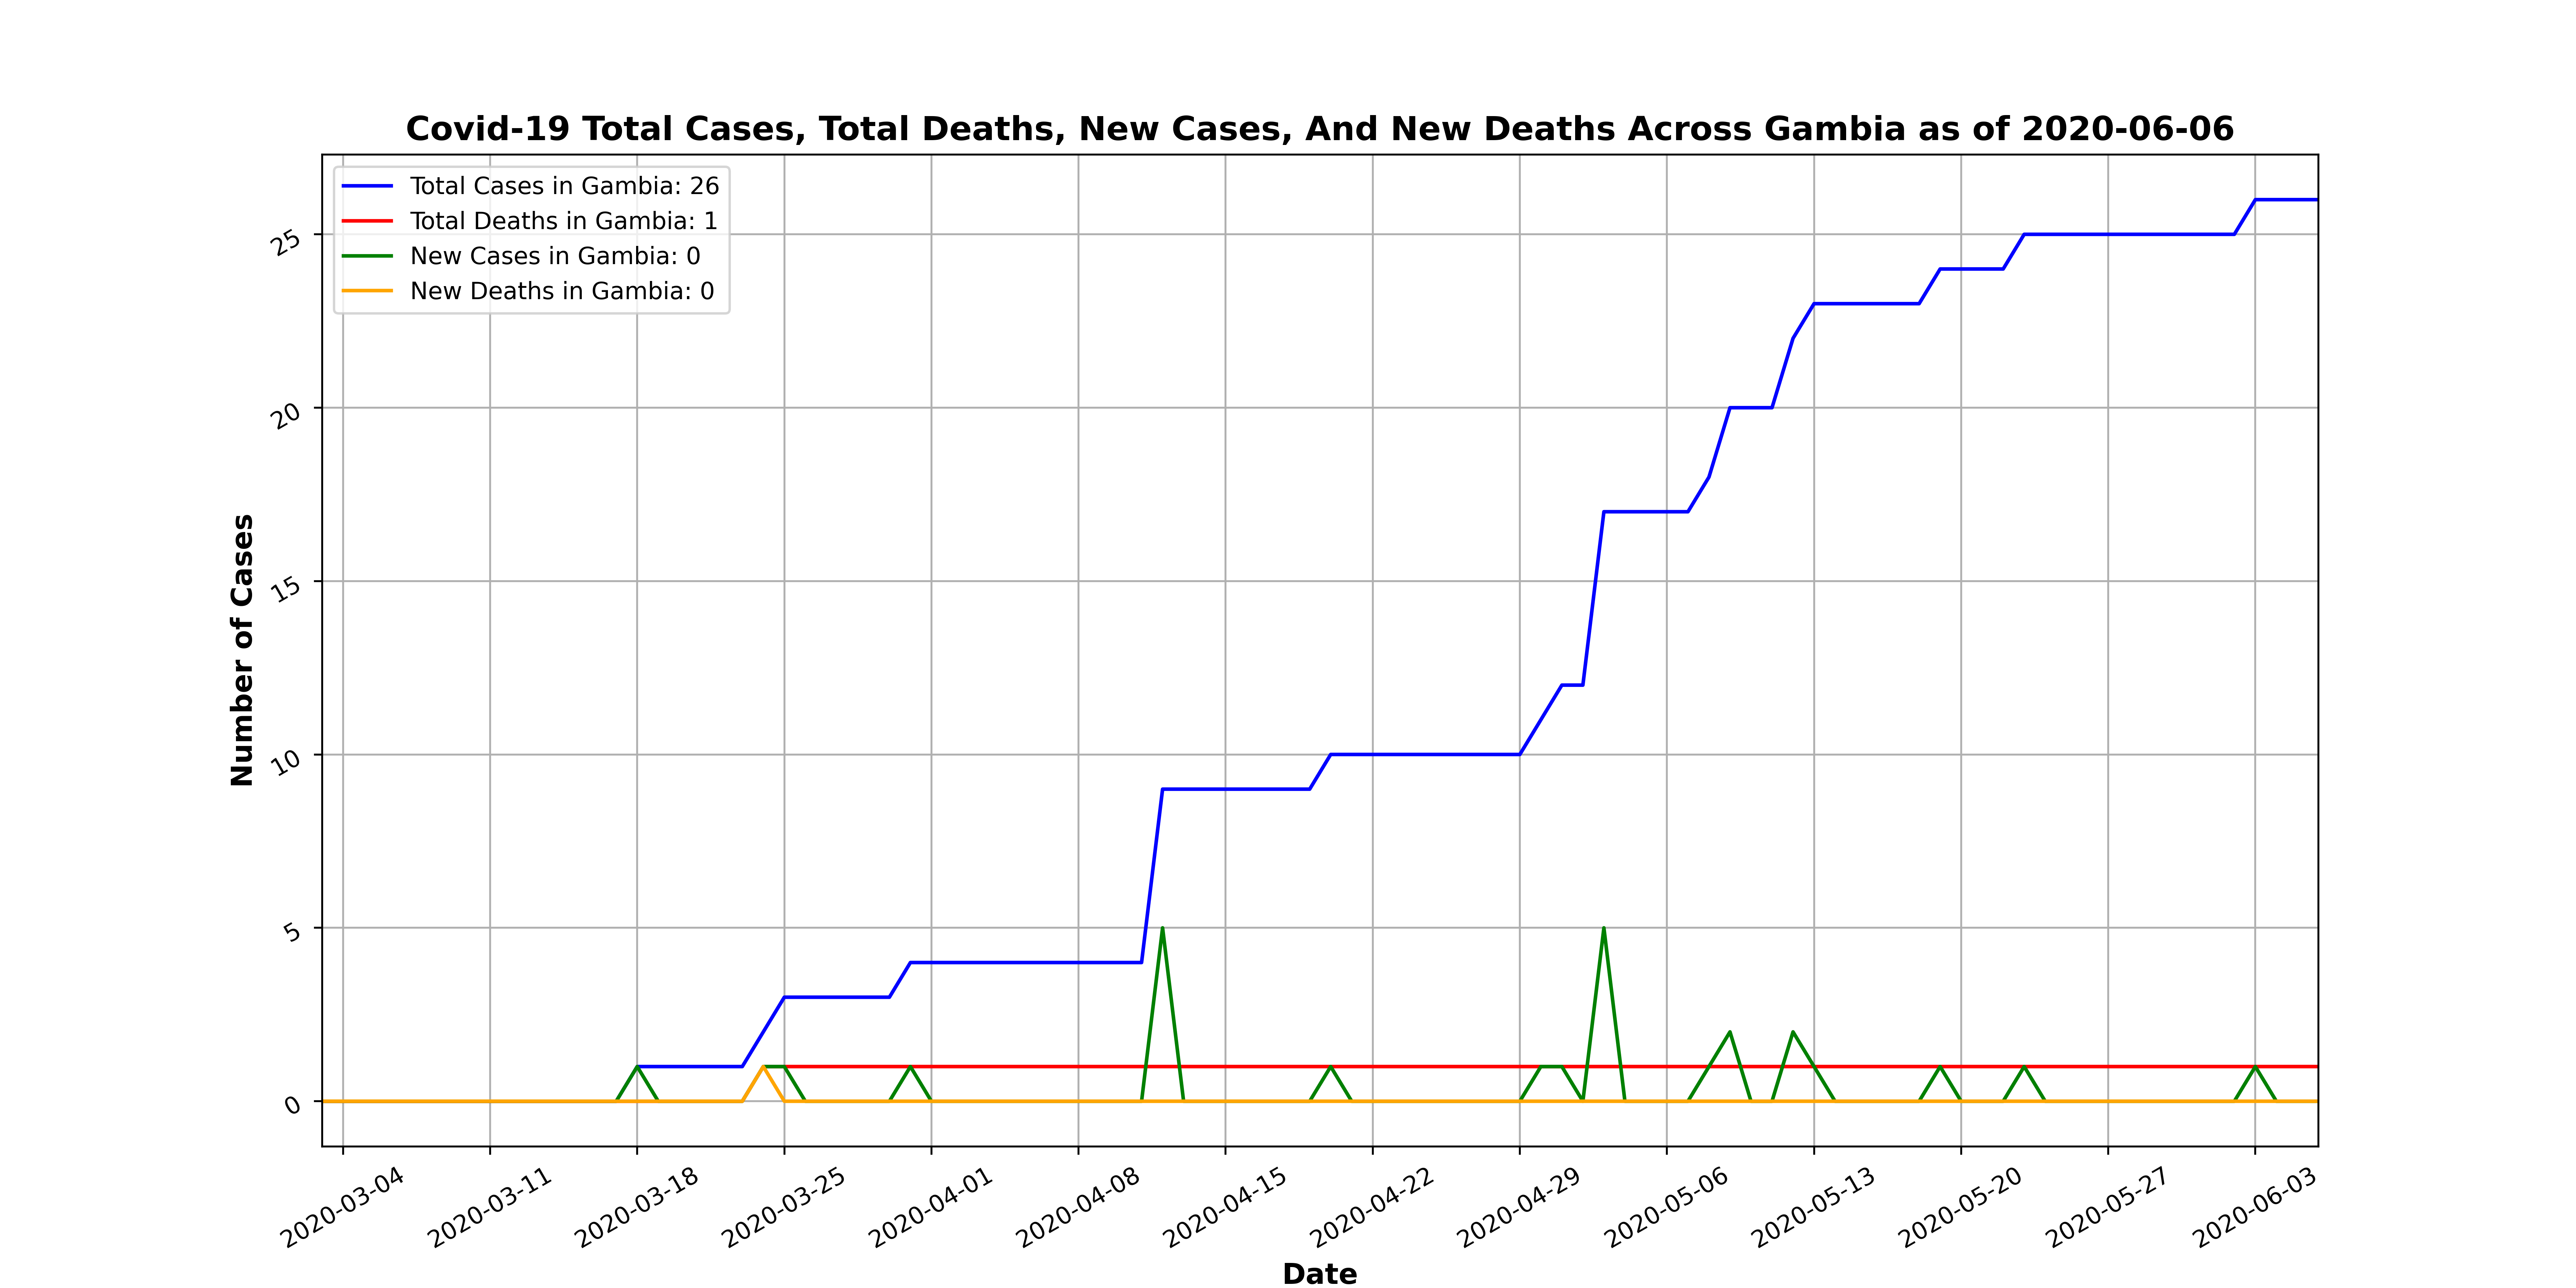 Covid-19 Total Cases, Total Deaths, New Cases, And New Deaths Across Gambia as of 2020-06-06
Total Cases in Gambia: 26
Total Deaths in Gambia: 1
New Cases in Gambia: 0
New Deaths in Gambia: 0
Number of Cases
25
20
15
10
5
0
2020-03-04
2020-03-11
2020-03-18
2020-03-25
2020-04-01
2020-04-08
2020-04-15
2020-04-22
2020-04-29
2020-05-06
2020-05-13
2020-05-20
2020-05-27
2020-06-03
Date